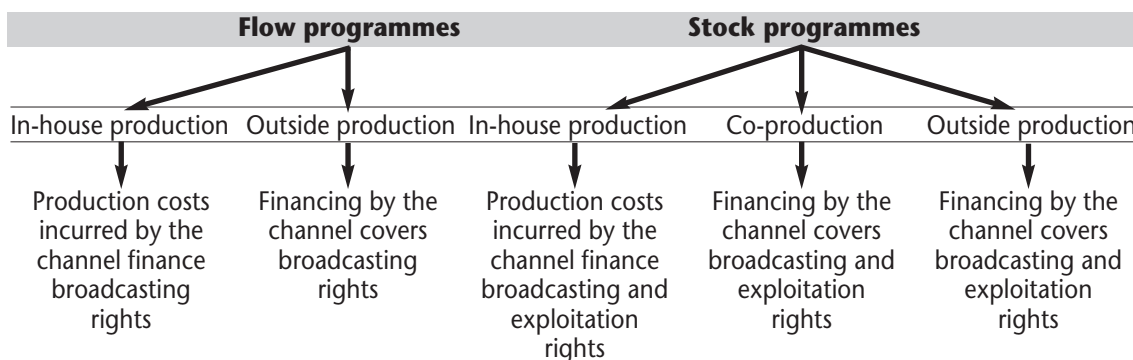 Flow programmes
Stock programmes
In-house production
Outside production
In-house production
Co-production
Outside production
Production costs
incurred by the
channel finance
broadcasting
rights
Financing by the
channel covers
broadcasting
rights
Production costs
incurred by the
channel finance
broadcasting and
exploitation
rights
Financing by the
channel covers
broadcasting and
exploitation
rights
Financing by the
channel covers
broadcasting and
exploitation
rights